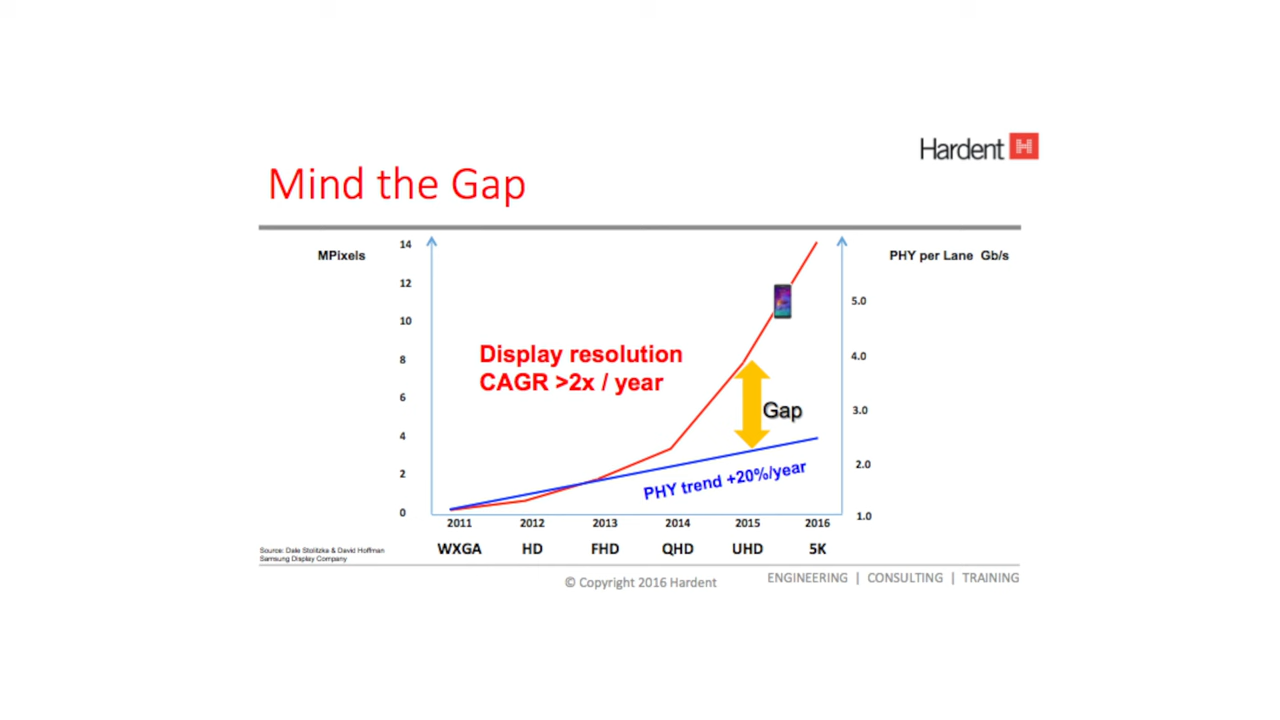 Hardent
Mind the Gap
MPixels
14
12
10
8
6
4
2
0
PHY per Lane Gb/s
5.0
4.0
3.0
2.0
1.0
Display resolution
CAGR >2x / year
Gap
PHY trend +20%/year
2011 2012 2013 2014 2015 2016
WXGA HD FHD QHD UHD 5K
Source: Dale Stolitzka & David Hoffman
Samsung Display Company
© Copyright 2016 Hardent
ENGINEERING | CONSULTING | TRAINING